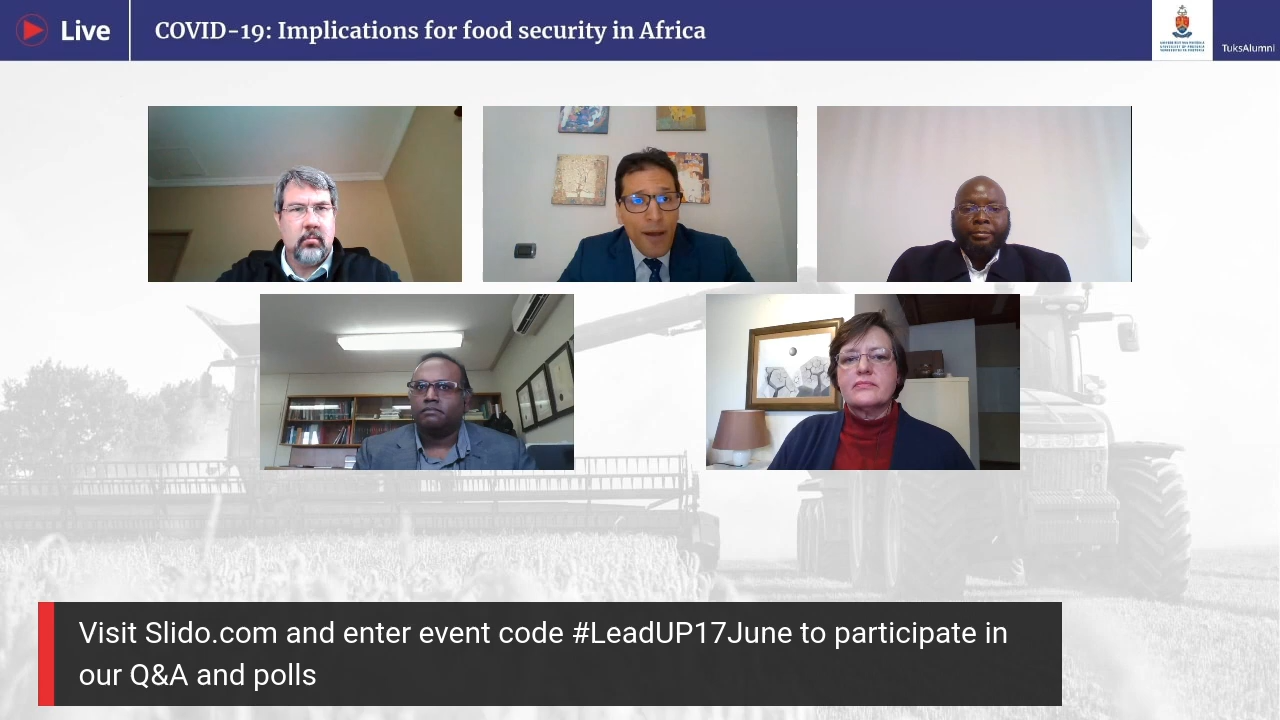 Live
COVID-19: Implications for food security in Africa
TuksAlumni
Visit Slido.com and enter event code #LeadUP17June to participate in
our Q&A and polls